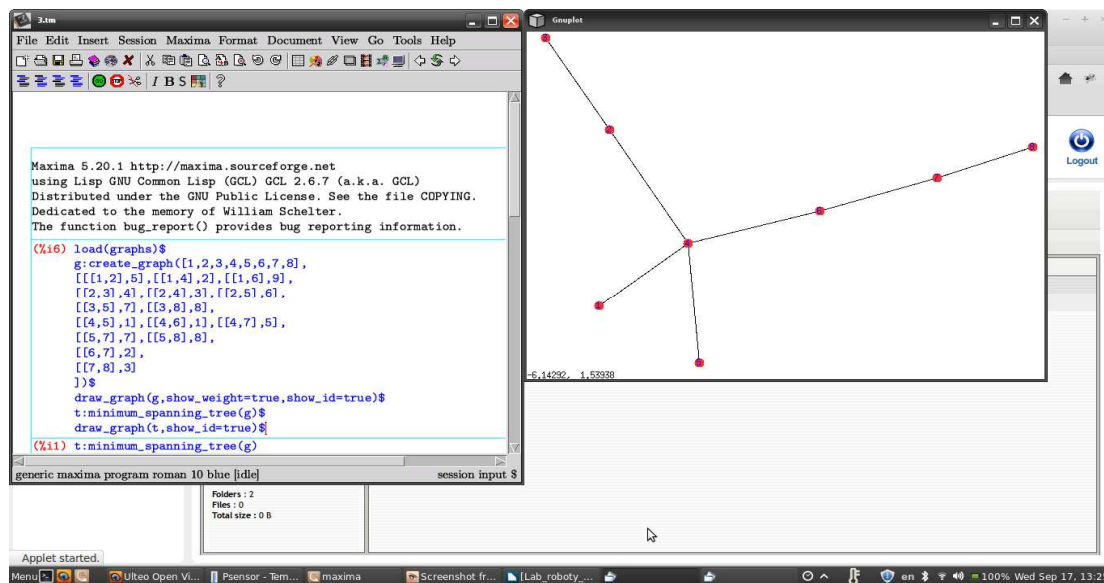 3.tm
File Edit Insert Session Maxima Format Document View Go Tools Help
I B S ?
Maxima 5.20.1 http://maxima.sourceforge.net
using Lisp GNU Common Lisp (GCL) GCL 2.6.7 (a.k.a. GCL)
Distributed under the GNU Public License. See the file COPYING.
Dedicated to the memory of William Schelter.
The function bug_report() provides bug reporting information.
(%i6) load(graphs)$
g:create_graph([1,2,3,4,5,6,7,8],
[[[1,2],5],[[1,4],2],[[1,6],9],
[[2,3],4],[[2,4],3],[[2,5],6],
[[3,5],7],[[3,8],8],
[[4,5],1],[[4,6],1],[[4,7],5],
[[5,7],7],[[5,8],8],
[[6,7],2],
[[7,8],3]
])$
draw_graph(g,show_weight=true,show_id=true)$
t:minimum_spanning_tree(g)$
draw_graph(t,show_id=true)$
(%i1) t:minimum_spanning_tree(g)
generic maxima program roman 10 blue [idle]
session input $
Gnuplot
3
2
8
7
6
4
1
5
-6,14292, 1,53938
Logout
Folders : 2
Files : 0
Total size : 0 B
Applet started.
Menu
Ulteo Open Vi...
Psensor - Tem...
maxima
Screenshot fr...
[Lab_roboty_...
en
100% Wed Sep 17, 13:2